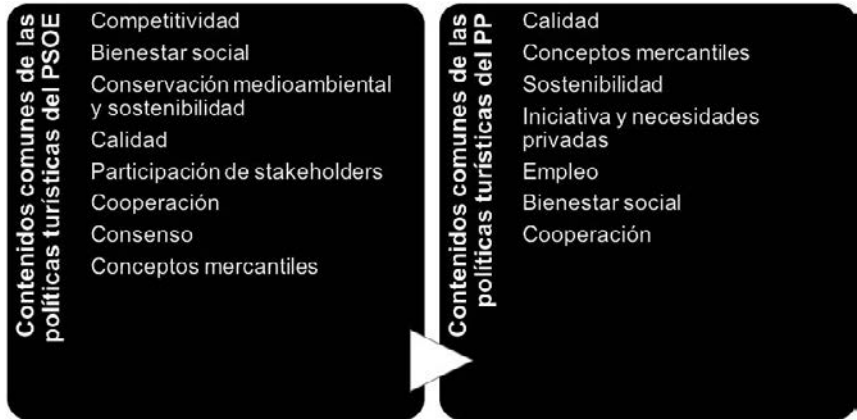 Contenidos comunes de las
políticas turísticas del PSOE
Competitividad
Bienestar social
Conservación medioambiental
y sostenibilidad
Calidad
Participación de stakeholders
Cooperación
Consenso
Conceptos mercantiles
Contenidos comunes de las
políticas turísticas del PP
Calidad
Conceptos mercantiles
Sostenibilidad
Iniciativa y necesidades
privadas
Empleo
Bienestar social
Cooperación